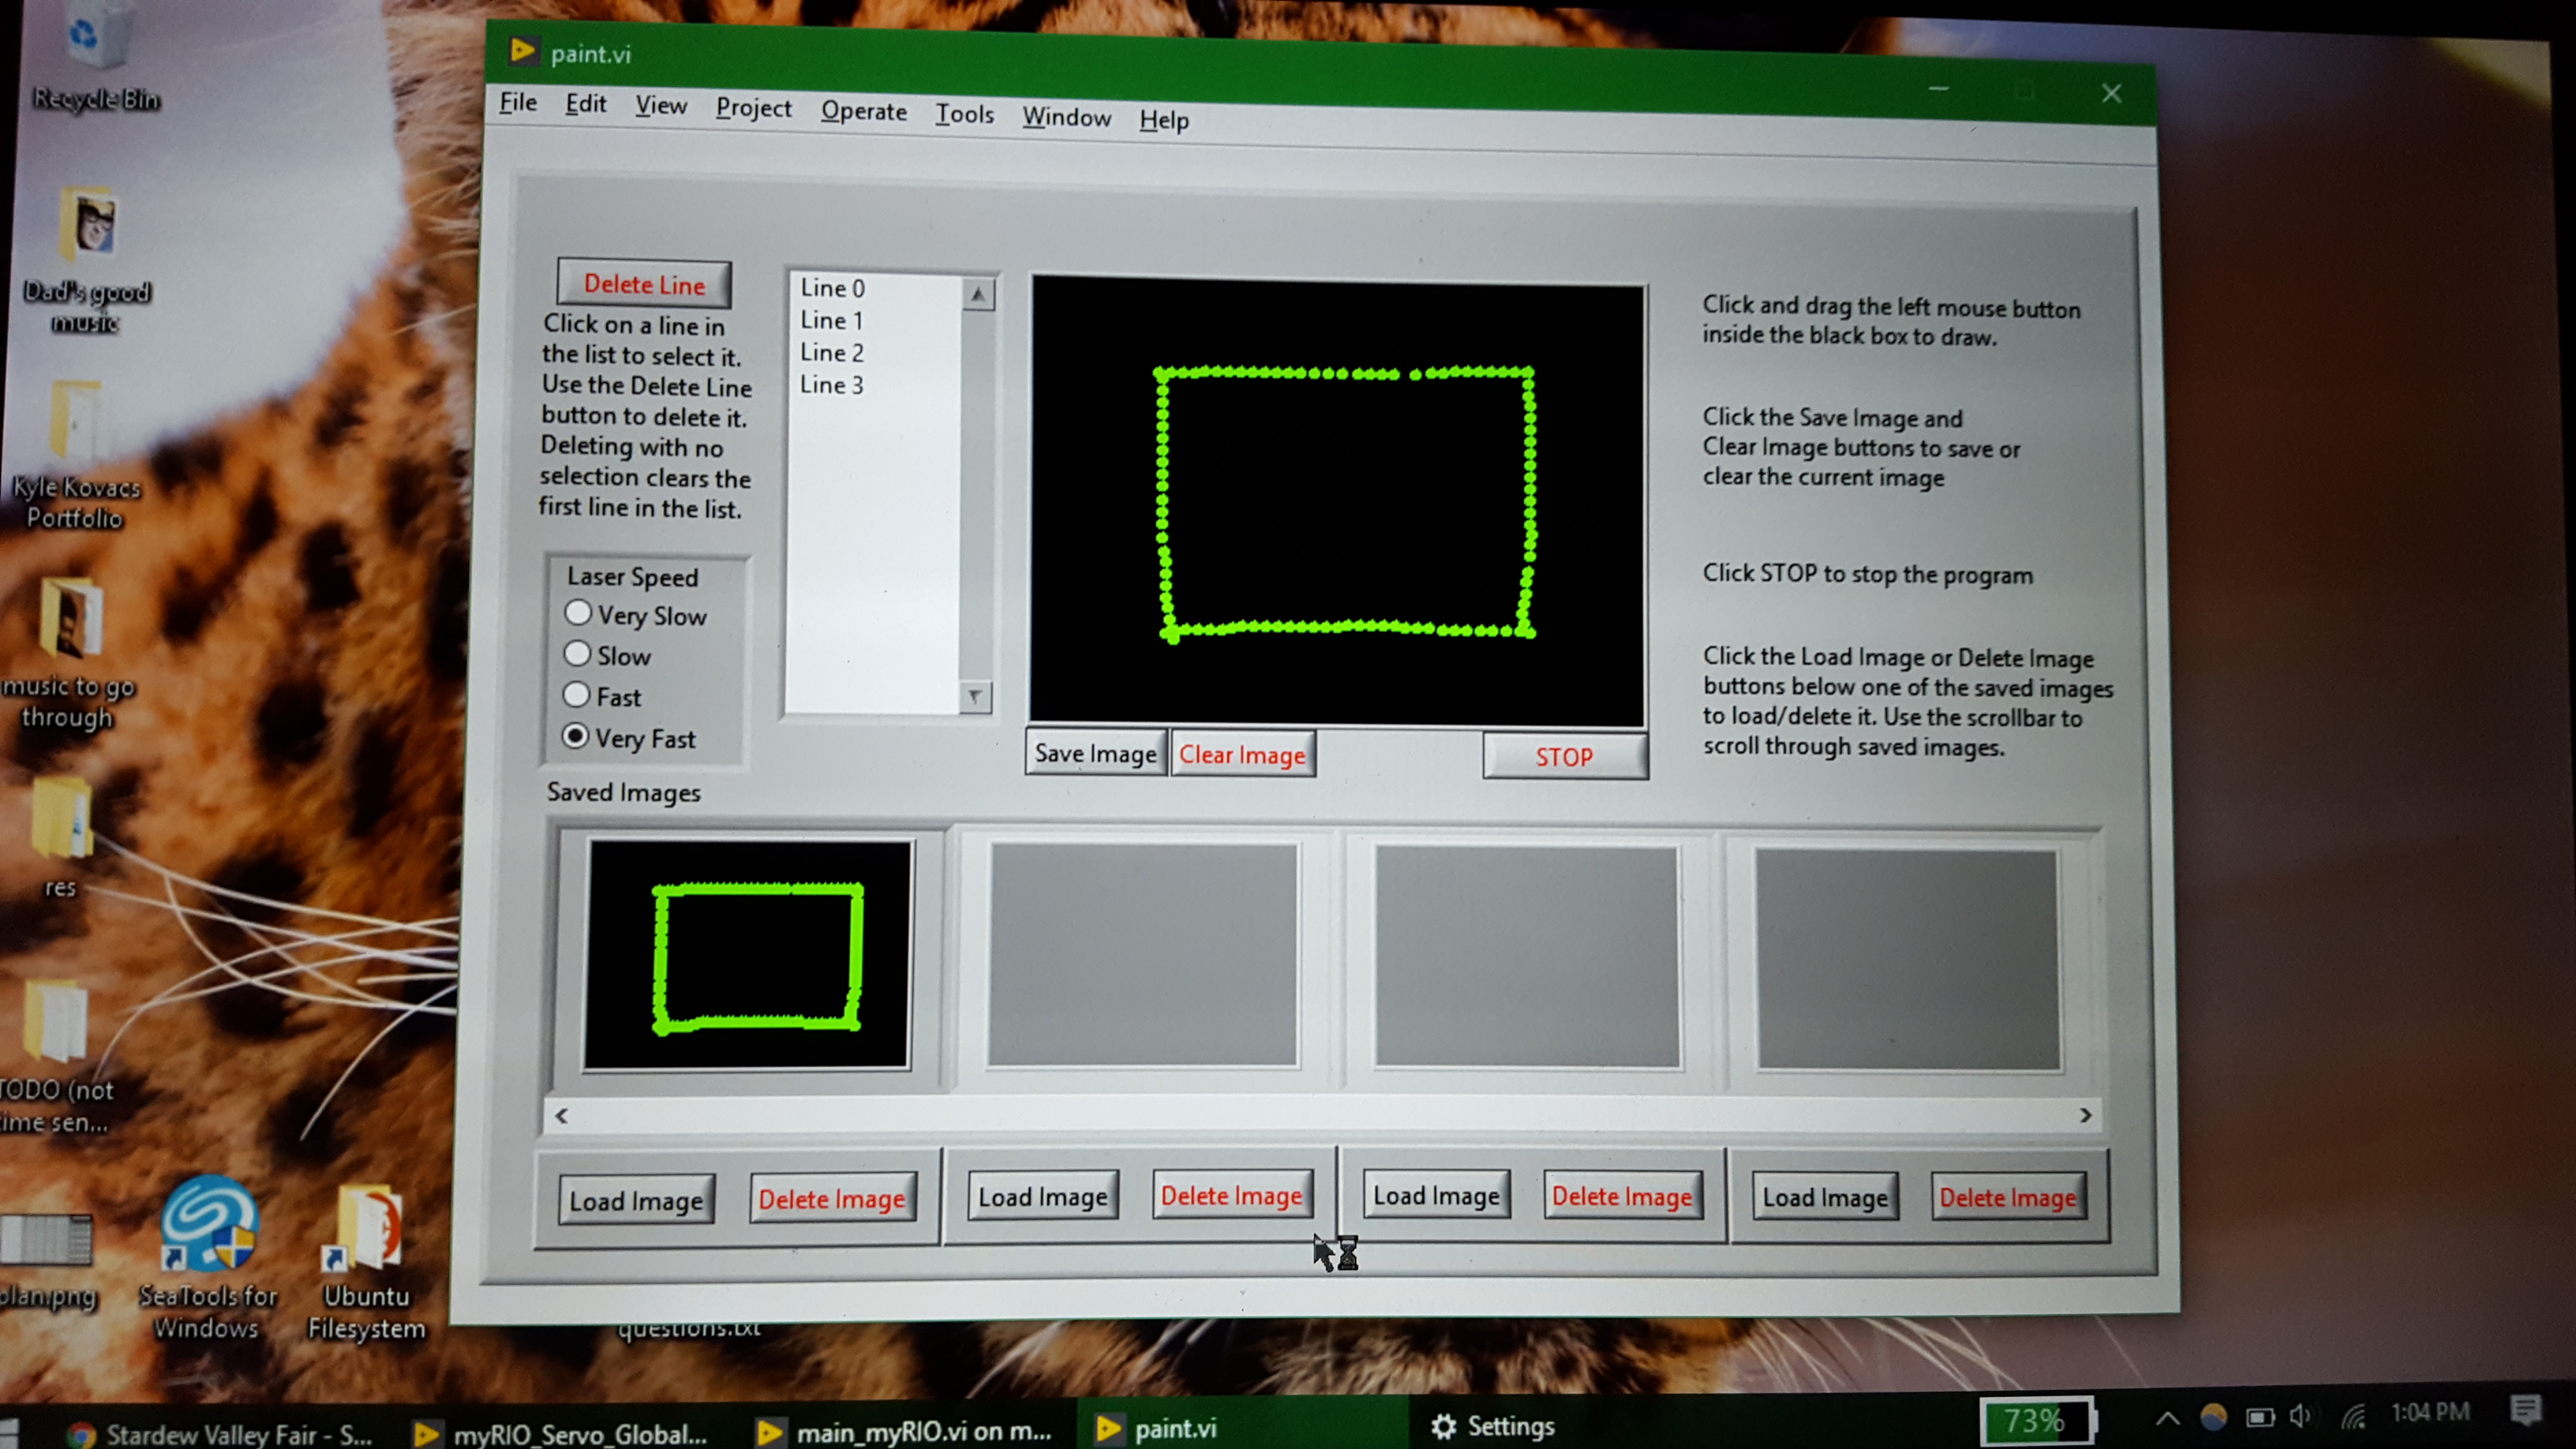 Recycle Bin
Dad's good
music
Kyle Kovacs
Portfolio
music to go
through
res
TODO (not
ime sen...
plan.png
SeaTools for
Windows
Ubuntu
Filesystem
questions.txt
paint.vi
File Edit View Project Operate Tools Window Help
Delete Line
Click on a line in
the list to select it.
Use the Delete Line
button to delete it.
Deleting with no
selection clears the
first line in the list.
Line 0
Line 1
Line 2
Line 3
Click and drag the left mouse button
inside the black box to draw.
Click the Save Image and
Clear Image buttons to save or
clear the current image
Click STOP to stop the program
Click the Load Image or Delete Image
buttons below one of the saved images
to load/delete it. Use the scrollbar to
scroll through saved images.
Laser Speed
Very Slow
Slow
Fast
Very Fast
Save Image Clear Image STOP
Saved Images
Load Image Delete Image Load Image Delete Image Load Image Delete Image Load Image Delete Image
Stardew Valley Fair - S... myRIO_Servo_Global... main_myRIO.vi on m... paint.vi Settings 73% 1:04 PM